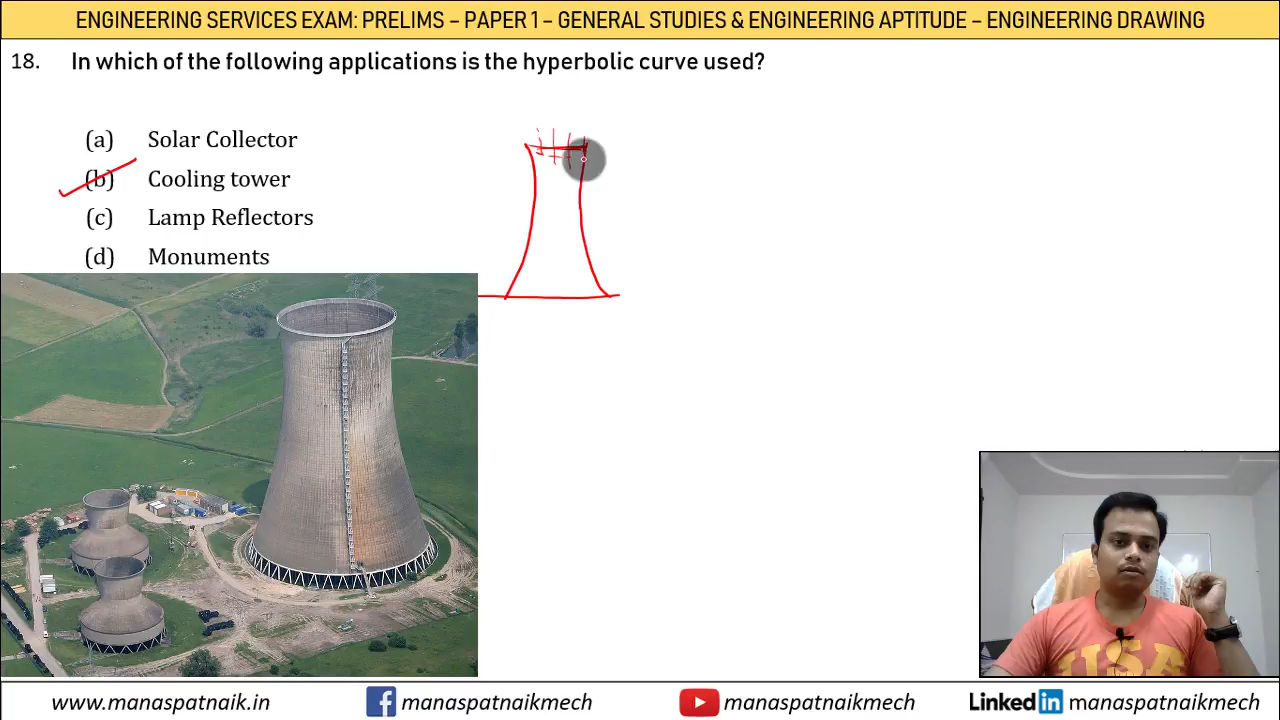 ENGINEERING SERVICES EXAM: PRELIMS – PAPER 1 – GENERAL STUDIES & ENGINEERING APTITUDE – ENGINEERING DRAWING
18. In which of the following applications is the hyperbolic curve used?
(a) Solar Collector
(b) Cooling tower
(c) Lamp Reflectors
(d) Monuments
USA
www.manaspatnaik.in manaspatnaikmech manaspatnaikmech Linked in manaspatnaikmech